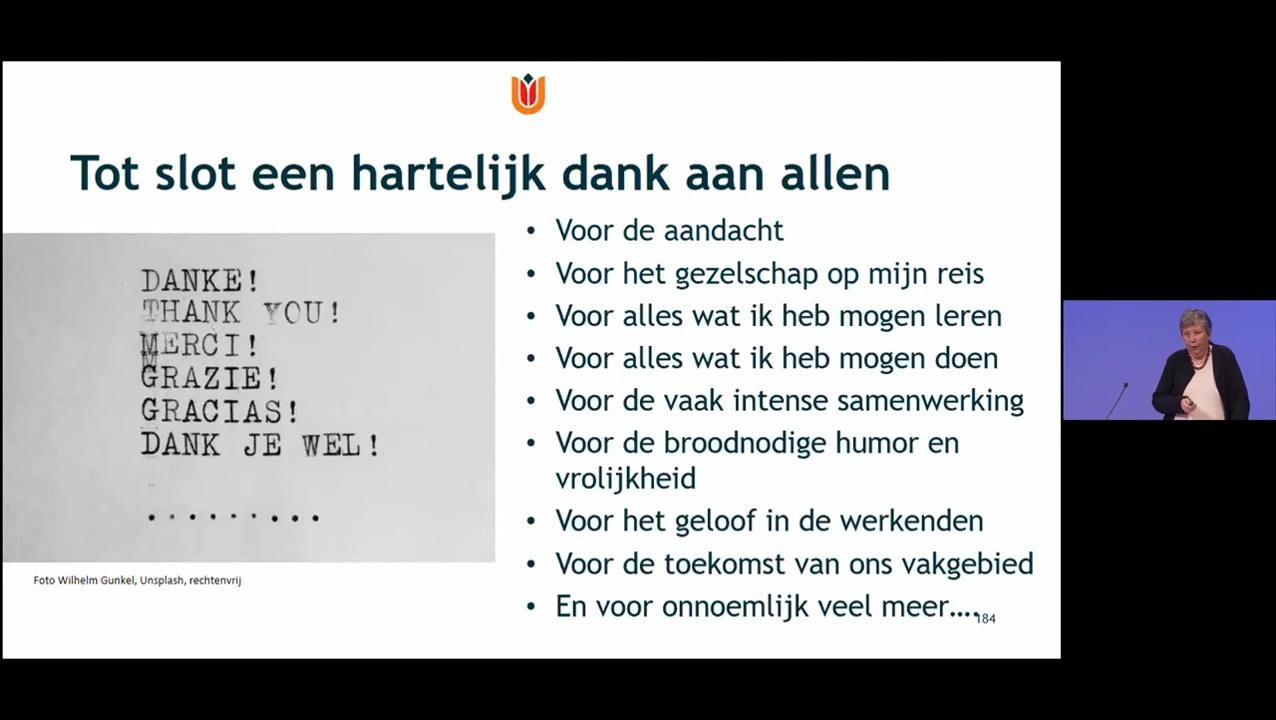 Tot slot een hartelijk dank aan allen
DANKE!
THANK YOU!
MERCI!
GRAZIE!
GRACIAS!
DANK JE WEL!
.........
Foto Wilhelm Gunkel, Unsplash, rechtenvrij
• Voor de aandacht
• Voor het gezelschap op mijn reis
• Voor alles wat ik heb mogen leren
• Voor alles wat ik heb mogen doen
• Voor de vaak intense samenwerking
• Voor de broodnodige humor en
vrolijkheid
• Voor het geloof in de werkenden
• Voor de toekomst van ons vakgebied
• En voor onnoemlijk veel meer….
184